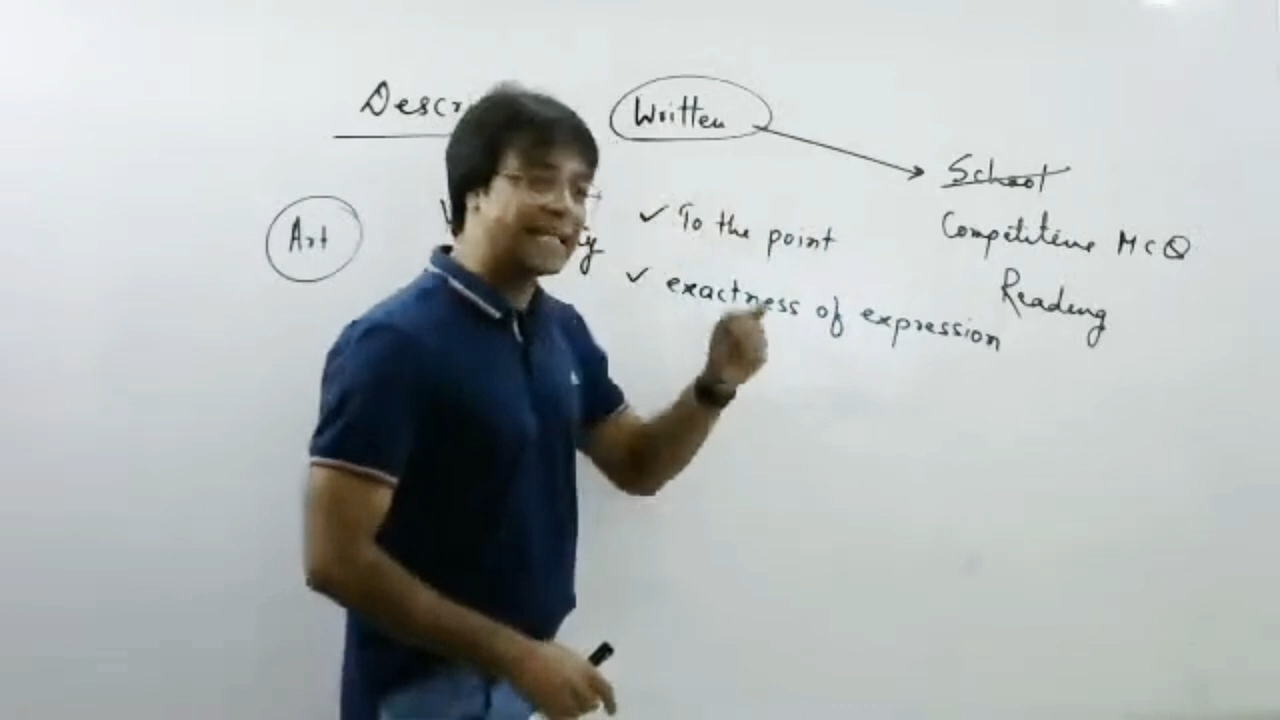 Written
School
Art
To the point
Competitive McQ
exactness of expression
Reading